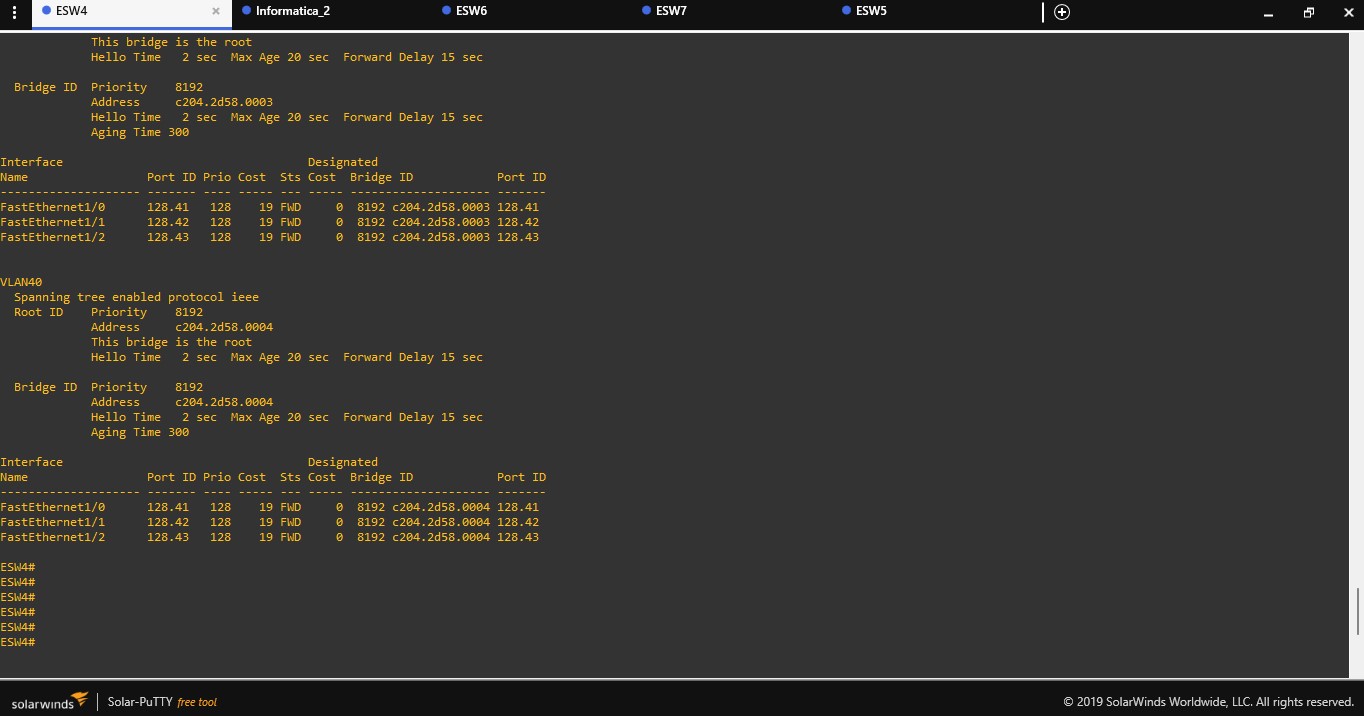 ESW4 × Informatica_2 ESW6 ESW7 ESW5
This bridge is the root
Hello Time   2 sec  Max Age 20 sec  Forward Delay 15 sec
Bridge ID  Priority    8192
Address     c204.2d58.0003
Hello Time   2 sec  Max Age 20 sec  Forward Delay 15 sec
Aging Time 300
Interface                                   Designated
Name                 Port ID Prio Cost  Sts Cost  Bridge ID            Port ID
-------------------- ------- ---- ----- --- ----- -------------------- -------
FastEthernet1/0      128.41   128    19 FWD     0  8192 c204.2d58.0003 128.41
FastEthernet1/1      128.42   128    19 FWD     0  8192 c204.2d58.0003 128.42
FastEthernet1/2      128.43   128    19 FWD     0  8192 c204.2d58.0003 128.43
VLAN40
Spanning tree enabled protocol ieee
Root ID    Priority    8192
Address     c204.2d58.0004
This bridge is the root
Hello Time   2 sec  Max Age 20 sec  Forward Delay 15 sec
Bridge ID  Priority    8192
Address     c204.2d58.0004
Hello Time   2 sec  Max Age 20 sec  Forward Delay 15 sec
Aging Time 300
Interface                                   Designated
Name                 Port ID Prio Cost  Sts Cost  Bridge ID            Port ID
-------------------- ------- ---- ----- --- ----- -------------------- -------
FastEthernet1/0      128.41   128    19 FWD     0  8192 c204.2d58.0004 128.41
FastEthernet1/1      128.42   128    19 FWD     0  8192 c204.2d58.0004 128.42
FastEthernet1/2      128.43   128    19 FWD     0  8192 c204.2d58.0004 128.43
ESW4#
ESW4#
ESW4#
ESW4#
ESW4#
ESW4#
solarwinds | Solar-PuTTY free tool © 2019 SolarWinds Worldwide, LLC. All rights reserved.